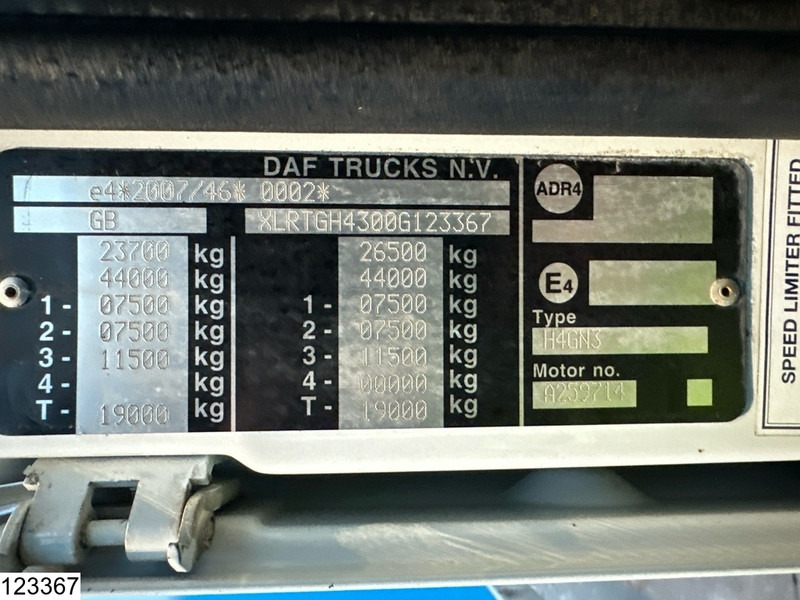 DAF TRUCKS N.V.
e4*2007/46* 0002*
GB XLRTGH4300G123367
23700 kg 26500 kg
44000 kg 44000 kg
1- 07500 kg 1- 07500 kg
2- 07500 kg 2- 07500 kg
3- 11500 kg 3- 11500 kg
4- kg 4- 00000 kg
T- 19000 kg T- 19000 kg
ADR4
E4
Type
H4GN3
Motor no.
A259714
SPEED LIMITER FITTED
123367